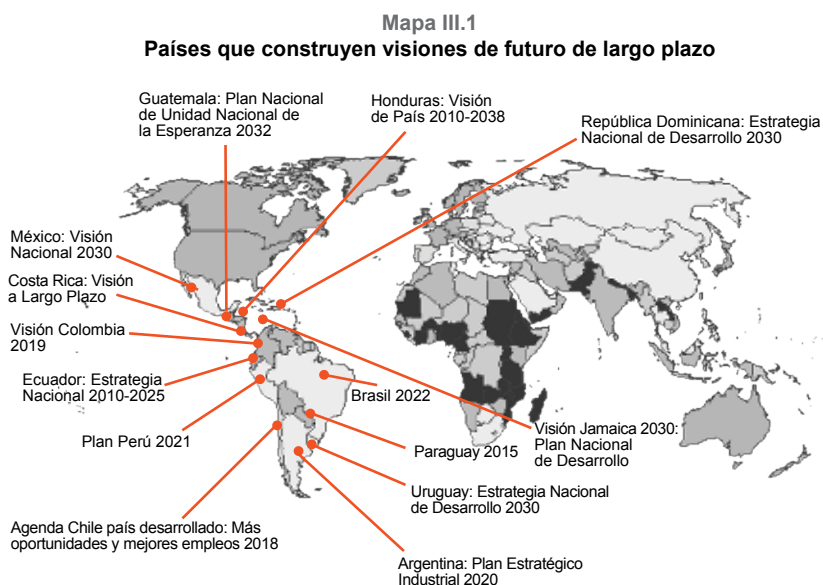 Mapa III.1
Países que construyen visiones de futuro de largo plazo
Guatemala: Plan Nacional
de Unidad Nacional de
la Esperanza 2032
Honduras: Visión
de País 2010-2038
República Dominicana: Estrategia
Nacional de Desarrollo 2030
México: Visión
Nacional 2030
Costa Rica: Visión
a Largo Plazo
Visión Colombia
2019
Ecuador: Estrategia
Nacional 2010-2025
Plan Perú 2021
Agenda Chile país desarrollado: Más
oportunidades y mejores empleos 2018
Brasil 2022
Paraguay 2015
Visión Jamaica 2030:
Plan Nacional
de Desarrollo
Uruguay: Estrategia Nacional
de Desarrollo 2030
Argentina: Plan Estratégico
Industrial 2020